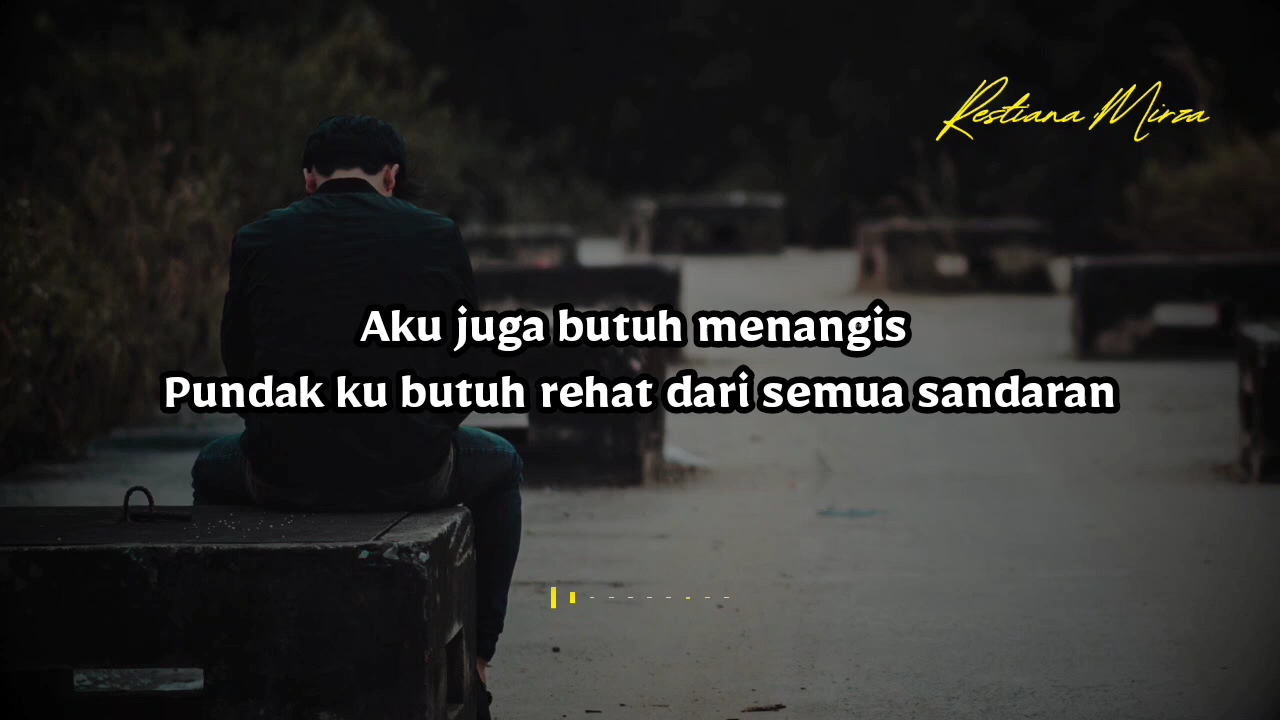 Restiana Mirza
Aku juga butuh menangis
Pundak ku butuh rehat dari semua sandaran